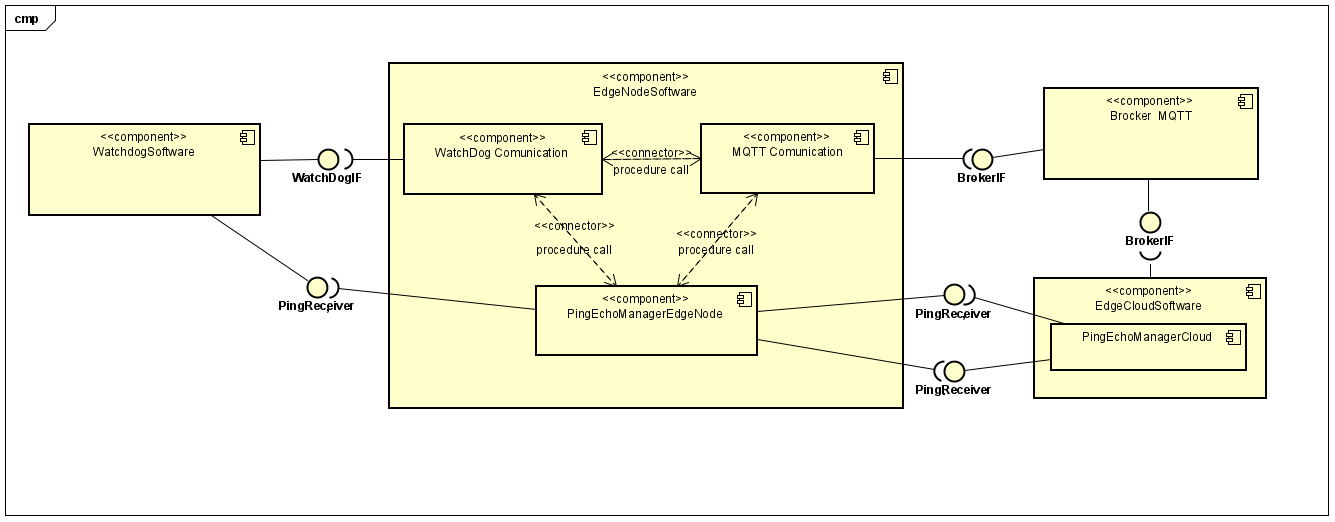 cmp
<<component>>
EdgeNodeSoftware
<<component>>
WatchdogSoftware
WatchDogIF
<<component>>
WatchDog Comunication
<<connector>>
procedure call
<<component>>
MQTT Comunication
BrokerIF
<<component>>
Brocker MQTT
BrokerIF
<<connector>>
procedure call
<<connector>>
procedure call
PingReceiver
<<component>>
PingEchoManagerEdgeNode
PingReceiver
PingReceiver
<<component>>
EdgeCloudSoftware
PingEchoManagerCloud